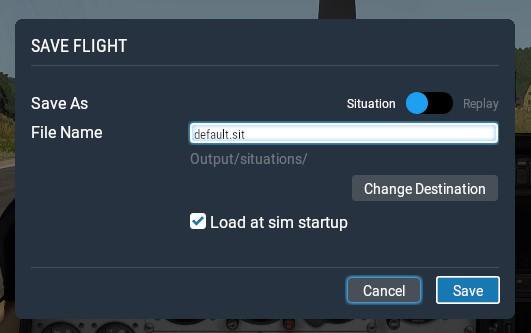 SAVE FLIGHT
Save As Situation Replay
File Name default.sit
Output/situations/
Change Destination
Load at sim startup
Cancel Save